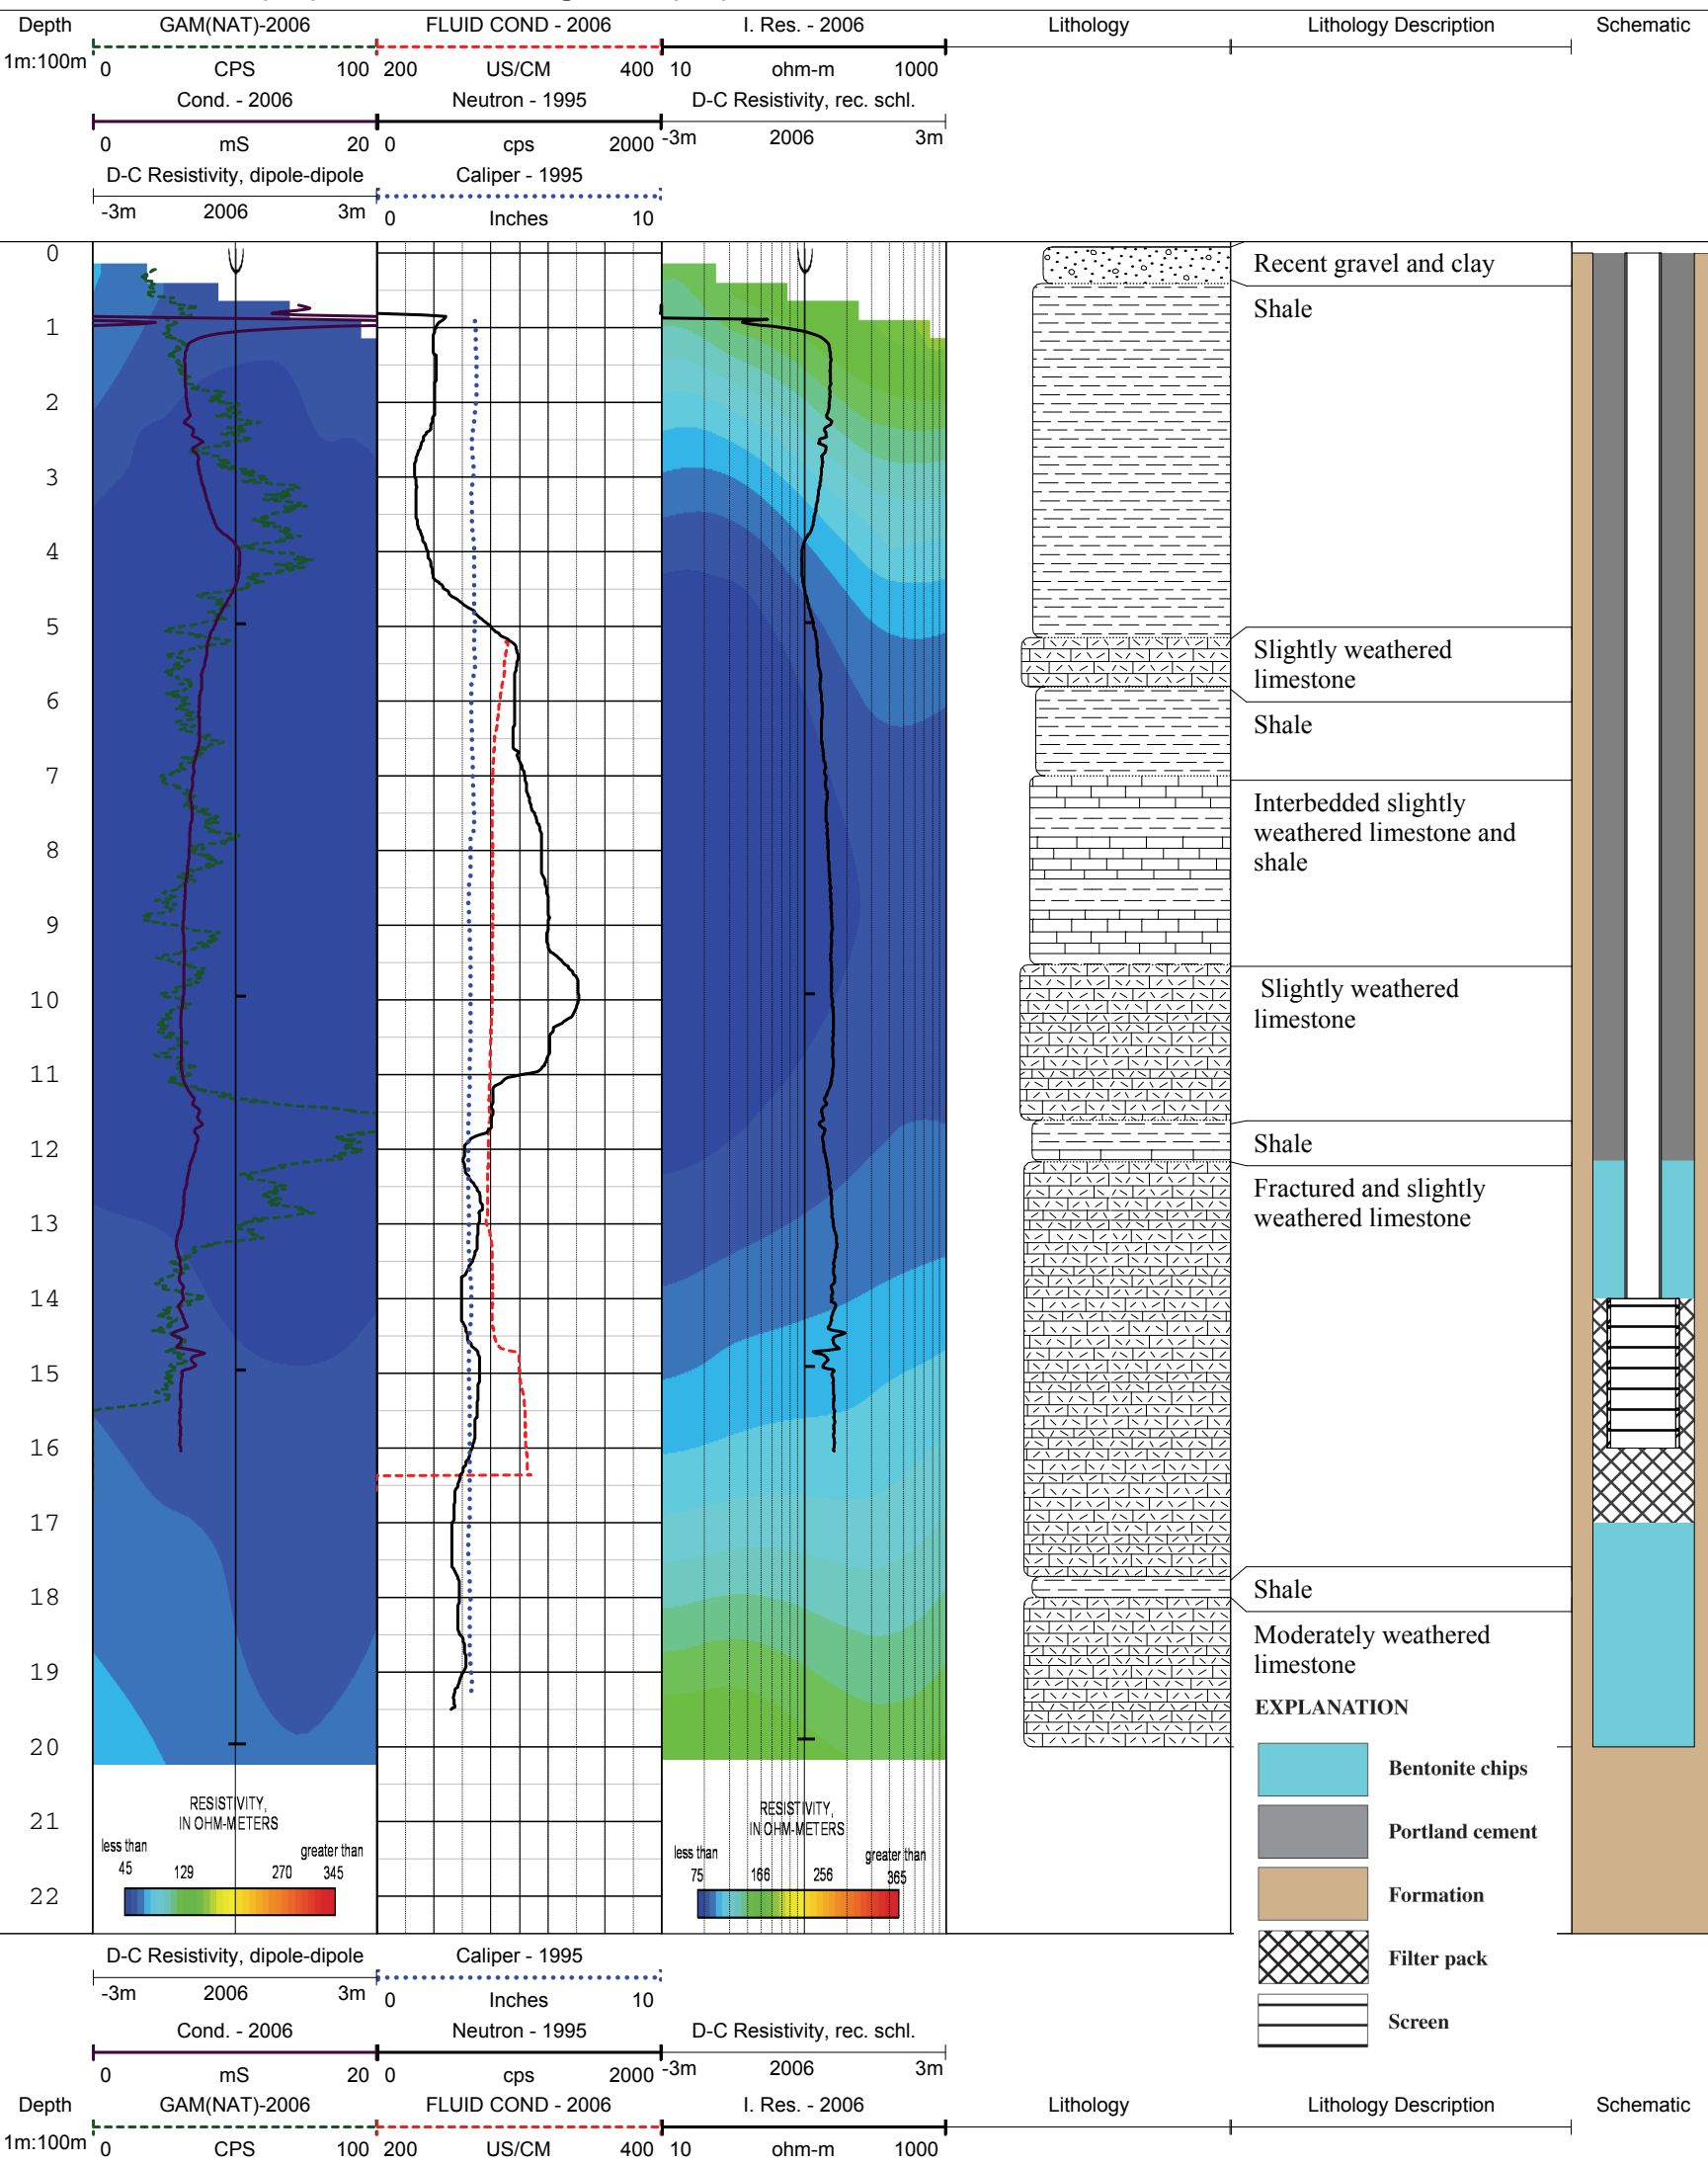 Depth GAM(NAT)-2006 FLUID COND - 2006 I. Res. - 2006 Lithology Lithology Description Schematic
1m:100m 0 CPS 100 200 US/CM 400 10 ohm-m 1000
Cond. - 2006 Neutron - 1995 D-C Resistivity, rec. schl.
0 mS 20 0 cps 2000 -3m 2006 3m
D-C Resistivity, dipole-dipole Caliper - 1995
-3m 2006 3m 0 Inches 10
0
Recent gravel and clay
Shale
1
2
3
4
5
Slightly weathered
limestone
6
Shale
7
Interbedded slightly
weathered limestone and
shale
8
9
10
Slightly weathered
limestone
11
12
Shale
Fractured and slightly
weathered limestone
13
14
15
16
17
18
Shale
Moderately weathered
limestone
19
20
21
22
RESISTIVITY,
IN OHM-METERS
less than greater than
45 129 270 345
RESISTIVITY,
IN OHM-METERS
less than greater than
75 166 256 365
EXPLANATION
Bentonite chips
Portland cement
Formation
Filter pack
Screen
D-C Resistivity, dipole-dipole Caliper - 1995
-3m 2006 3m 0 Inches 10
Cond. - 2006 Neutron - 1995 D-C Resistivity, rec. schl.
0 mS 20 0 cps 2000 -3m 2006 3m
Depth GAM(NAT)-2006 FLUID COND - 2006 I. Res. - 2006 Lithology Lithology Description Schematic
1m:100m 0 CPS 100 200 US/CM 400 10 ohm-m 1000